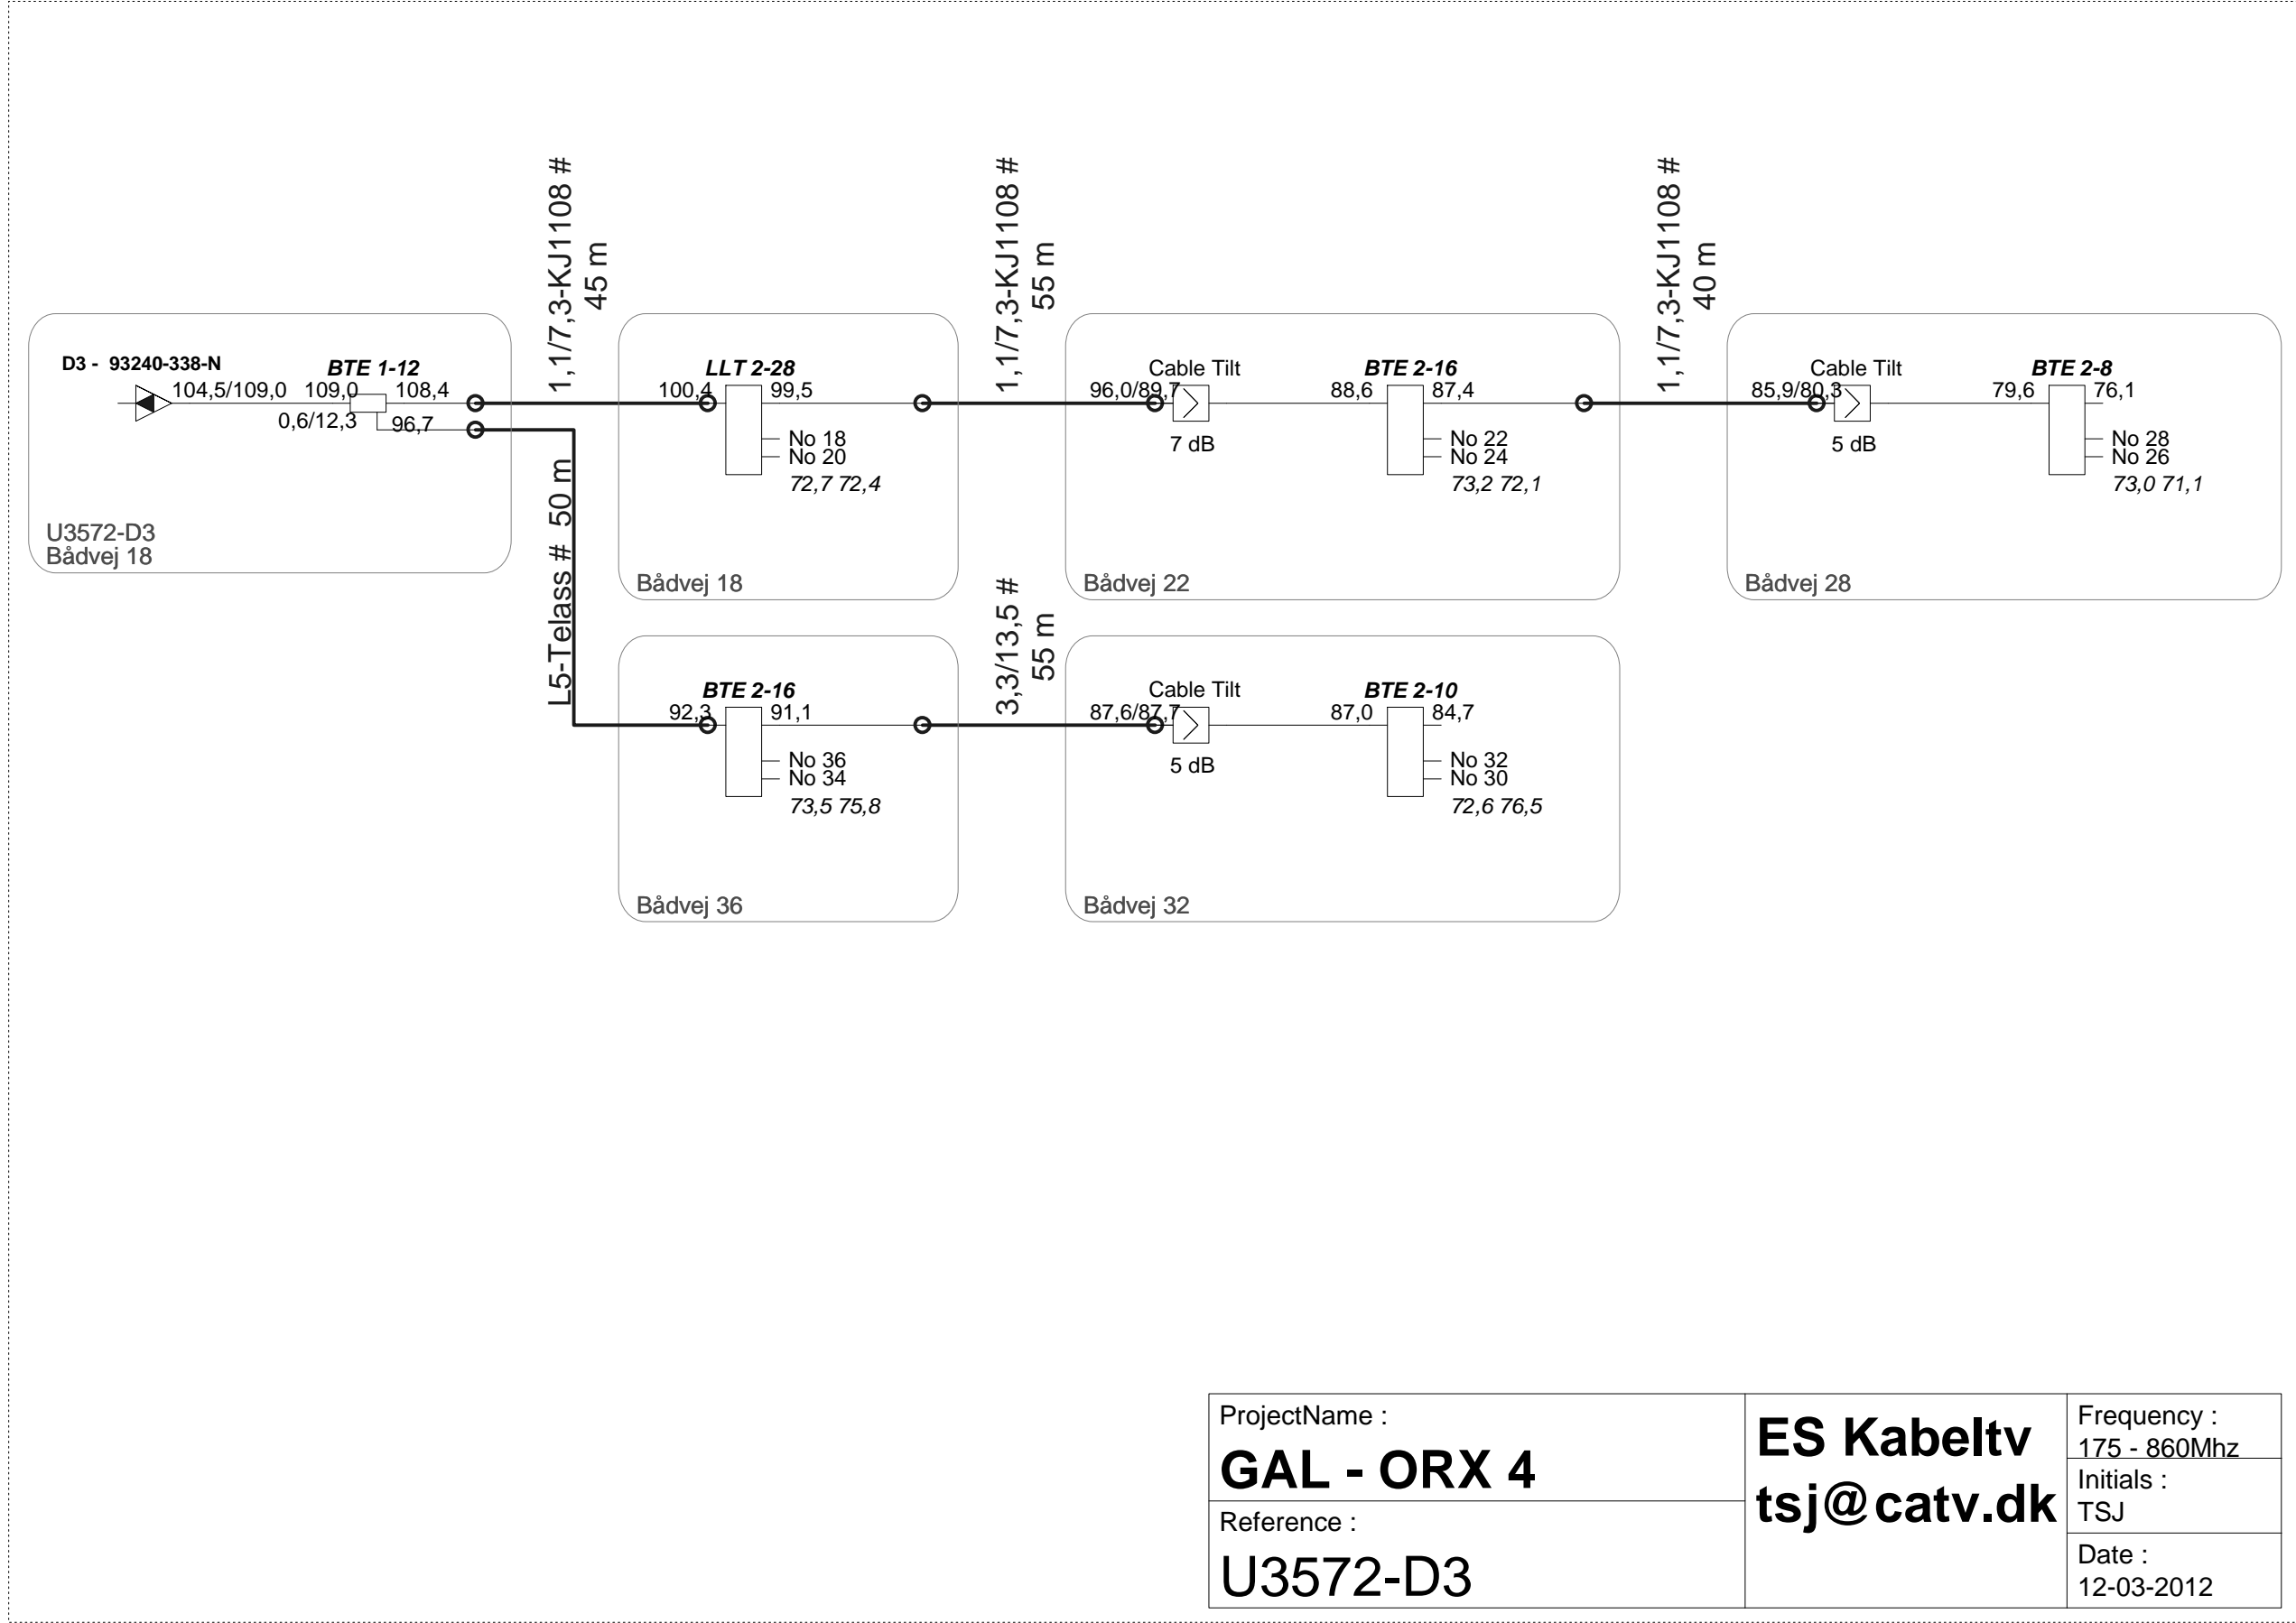 1,1/7,3-KJ1108 #
45 m
1,1/7,3-KJ1108 #
55 m
1,1/7,3-KJ1108 #
40 m
D3 - 93240-338-N
BTE 1-12
104,5/109,0 109,0 108,4
0,6/12,3 96,7
U3572-D3
Bådvej 18
LLT 2-28
100,4 99,5
No 18
No 20
72,7 72,4
Bådvej 18
Cable Tilt
96,0/89,7
7 dB
BTE 2-16
88,6 87,4
No 22
No 24
73,2 72,1
Bådvej 22
Cable Tilt
85,9/80,3
5 dB
BTE 2-8
79,6 76,1
No 28
No 26
73,0 71,1
Bådvej 28
L5-Telass # 50 m
BTE 2-16
92,3 91,1
No 36
No 34
73,5 75,8
Bådvej 36
3,3/13,5 #
55 m
Cable Tilt
87,6/87,7
5 dB
BTE 2-10
87,0 84,7
No 32
No 30
72,6 76,5
Bådvej 32
ProjectName :
GAL - ORX 4
Reference :
U3572-D3
ES Kabeltv
tsj@catv.dk
Frequency :
175 - 860Mhz
Initials :
TSJ
Date :
12-03-2012